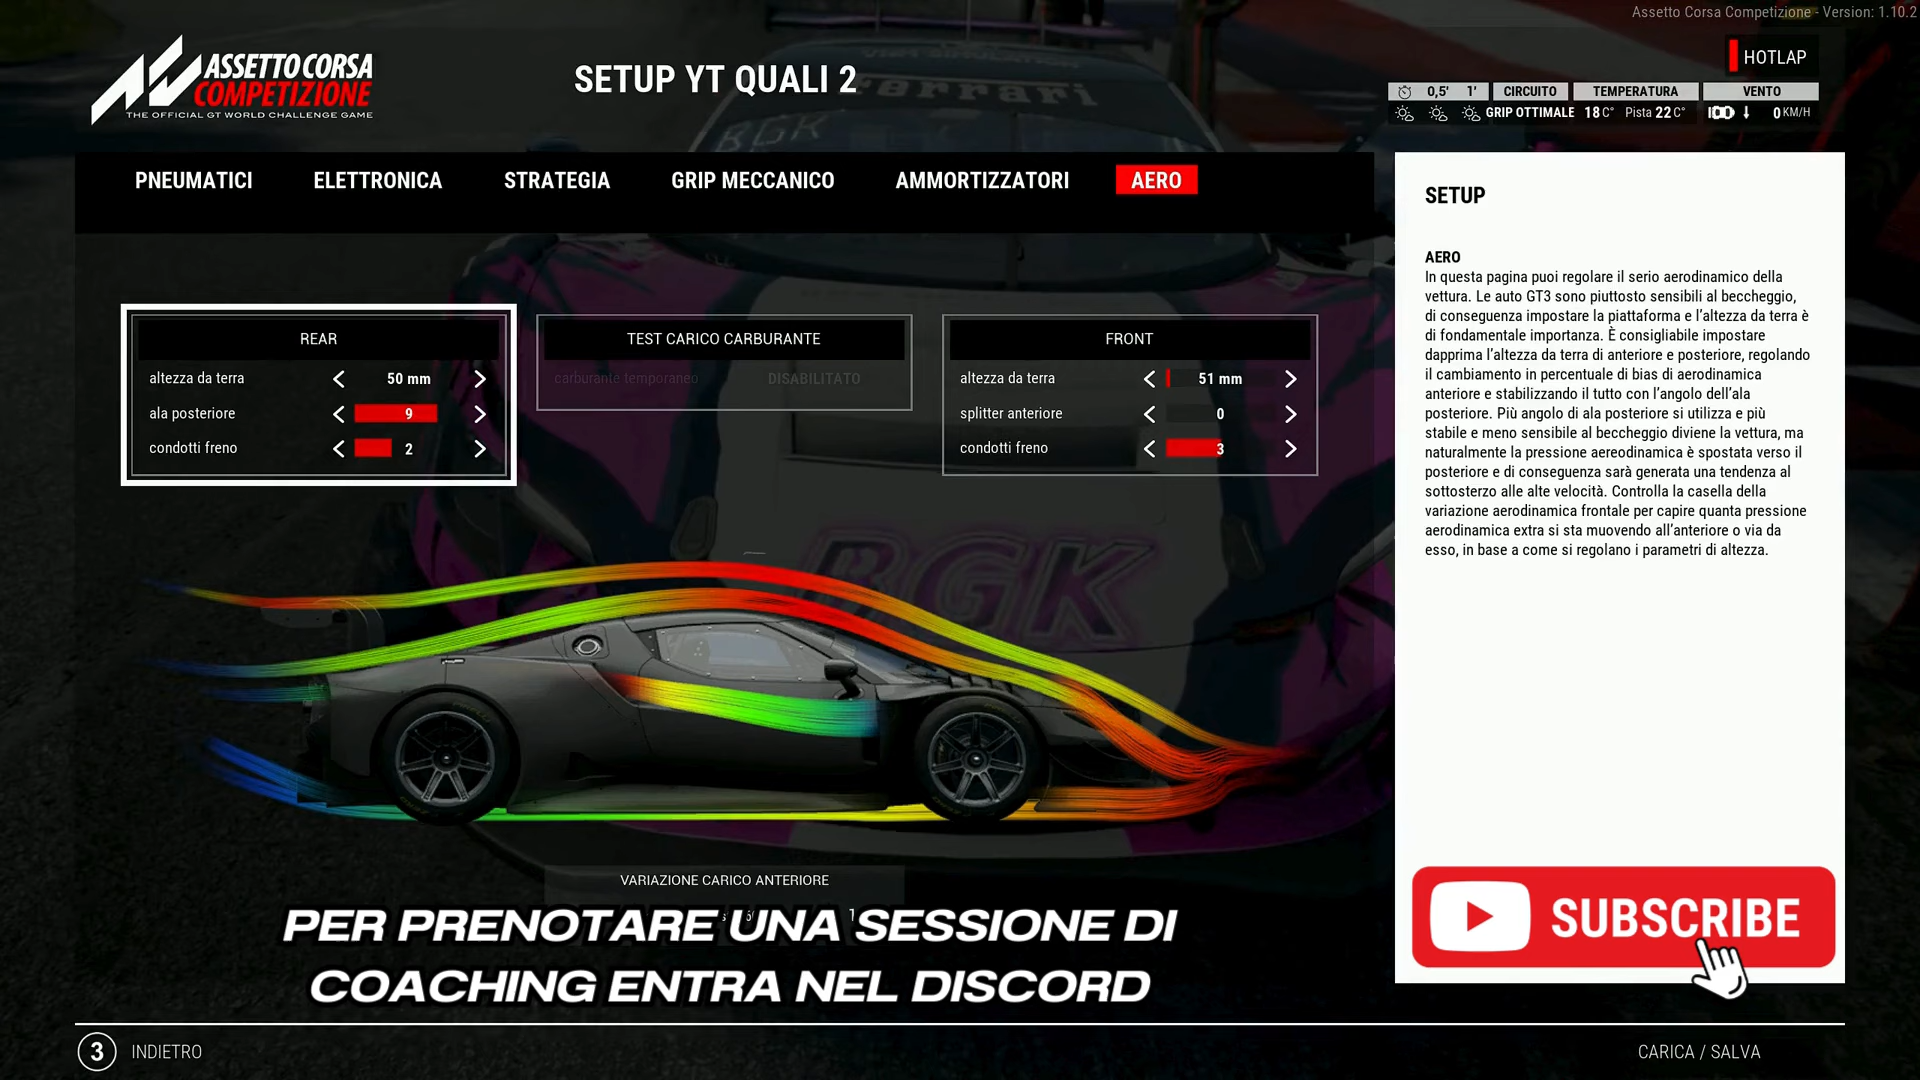 Assetto Corsa Competizione - Version: 1.10.2
ASSETTO CORSA
COMPETIZIONE
THE OFFICIAL GT WORLD CHALLENGE GAME
SETUP YT QUALI 2
HOTLAP
0,5' 1' CIRCUITO TEMPERATURA VENTO
GRIP OTTIMALE 18 C° Pista 22 C° 0 KM/H
PNEUMATICI ELETTRONICA STRATEGIA GRIP MECCANICO AMMORTIZZATORI AERO
REAR
altezza da terra 50 mm
ala posteriore 9
condotti freno 2
TEST CARICO CARBURANTE
carburante temporaneo DISABILITATO
FRONT
altezza da terra 51 mm
splitter anteriore 0
condotti freno 3
SETUP
AERO
In questa pagina puoi regolare il serio aerodinamico della
vettura. Le auto GT3 sono piuttosto sensibili al beccheggio,
di conseguenza impostare la piattaforma e l'altezza da terra è
di fondamentale importanza. È consigliabile impostare
dapprima l'altezza da terra di anteriore e posteriore, regolando
il cambiamento in percentuale di bias di aerodinamica
anteriore e stabilizzando il tutto con l'angolo dell'ala
posteriore. Più angolo di ala posteriore si utilizza e più
stabile e meno sensibile al beccheggio diviene la vettura, ma
naturalmente la pressione aereodinamica è spostata verso il
posteriore e di conseguenza sarà generata una tendenza al
sottosterzo alle alte velocità. Controlla la casella della
variazione aerodinamica frontale per capire quanta pressione
aerodinamica extra si sta muovendo all'anteriore o via da
esso, in base a come si regolano i parametri di altezza.
Ferrari
BGK
BGK
VARIAZIONE CARICO ANTERIORE
PER PRENOTARE UNA SESSIONE DI
COACHING ENTRA NEL DISCORD
SUBSCRIBE
3 INDIETRO
CARICA / SALVA